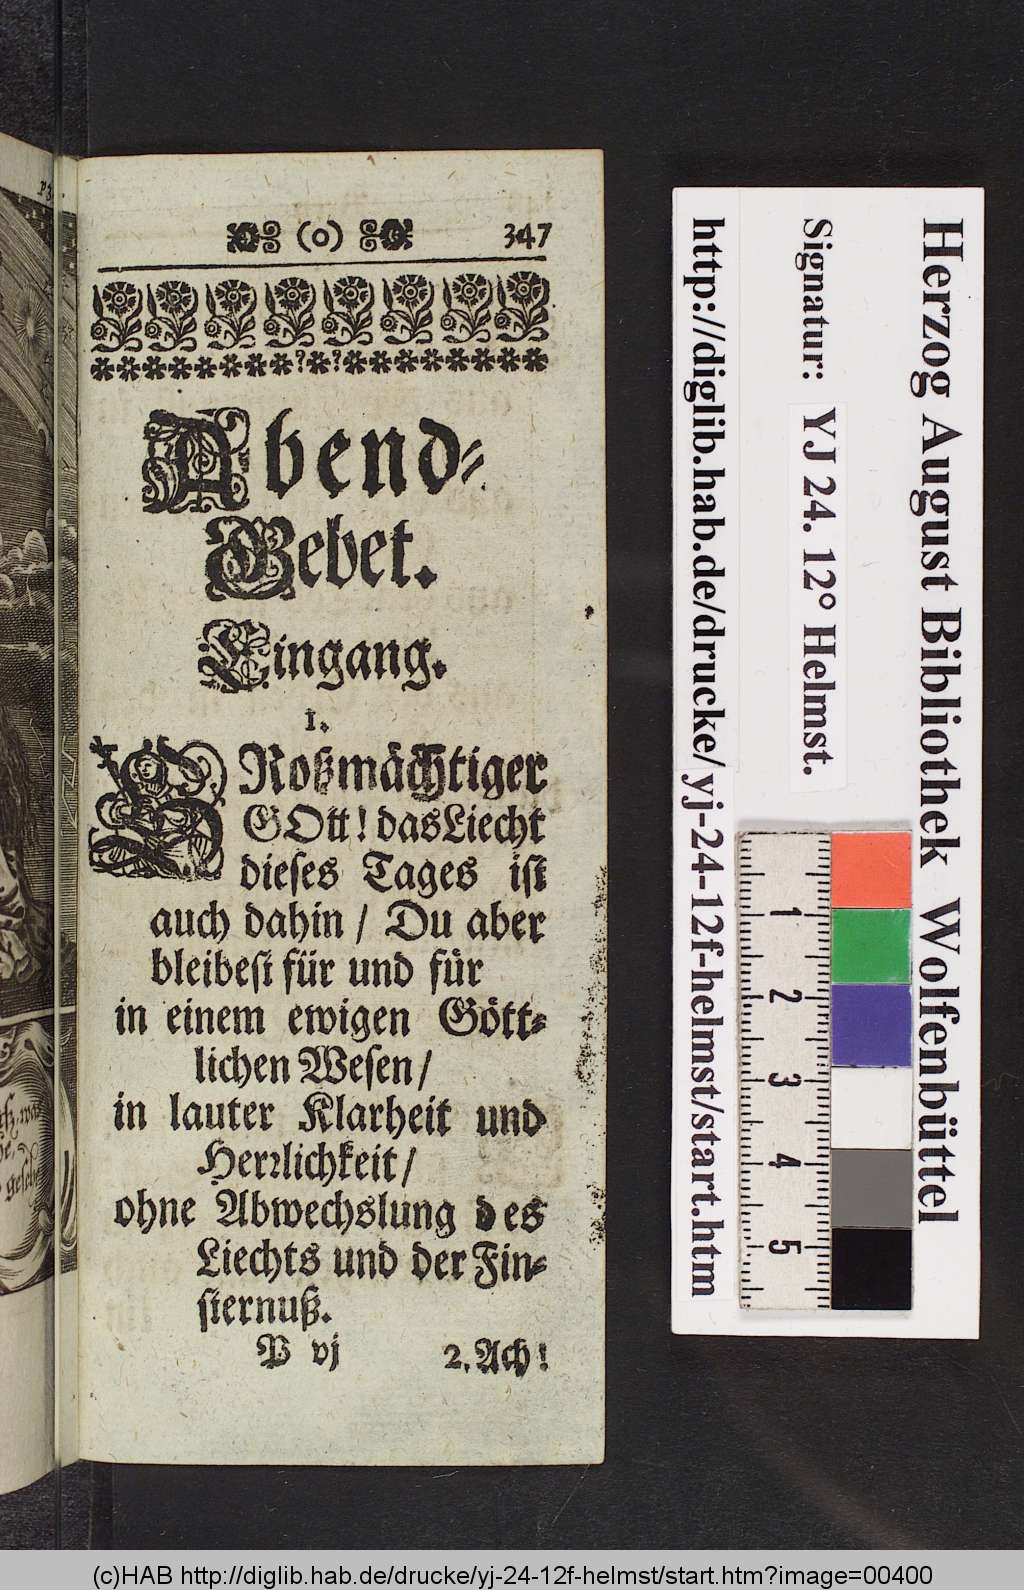 (o) 347
Abend-
Gebet.
Eingang.
1.
GRoßmächtiger
GOtt! das Liecht
dieses Tages ist
auch dahin / Du aber
bleibest für und für
in einem ewigen Gött-
lichen Wesen /
in lauter Klarheit und
Herrlichkeit /
ohne Abwechslung des
Liechts und der Fin-
sternuß.
P vj 2. Ach!
Herzog August Bibliothek Wolfenbüttel
Signatur: YJ 24. 12° Helmst.
http://diglib.hab.de/drucke/yj-24-12f-helmst/start.htm
1
2
3
4
5
(c)HAB http://diglib.hab.de/drucke/yj-24-12f-helmst/start.htm?image=00400